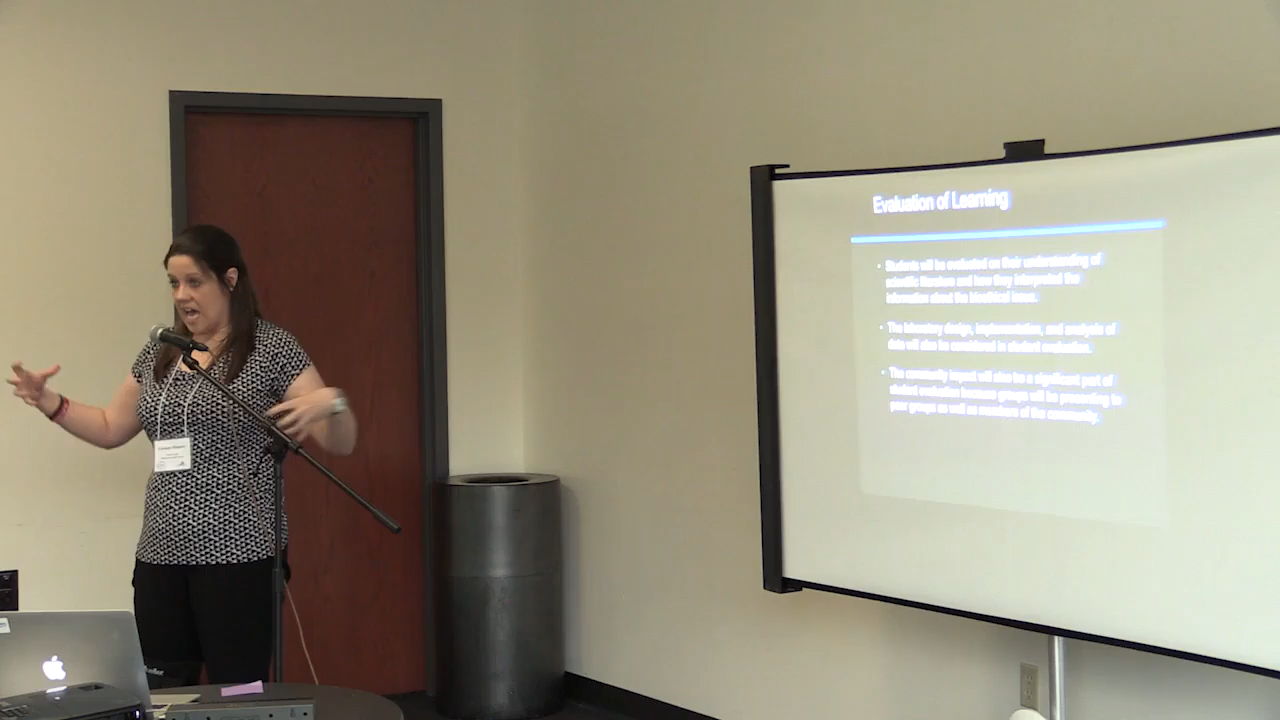 Evaluation of Learning
• Students will be evaluated on their understanding of
scientific literature and how they interpreted the
information about the bioethical issue.
• The laboratory design, implementation, and analysis of
data will also be considered in student evaluation.
• The community impact will also be a significant part of
student evaluation because groups will be presenting to
peer groups as well as members of the community.